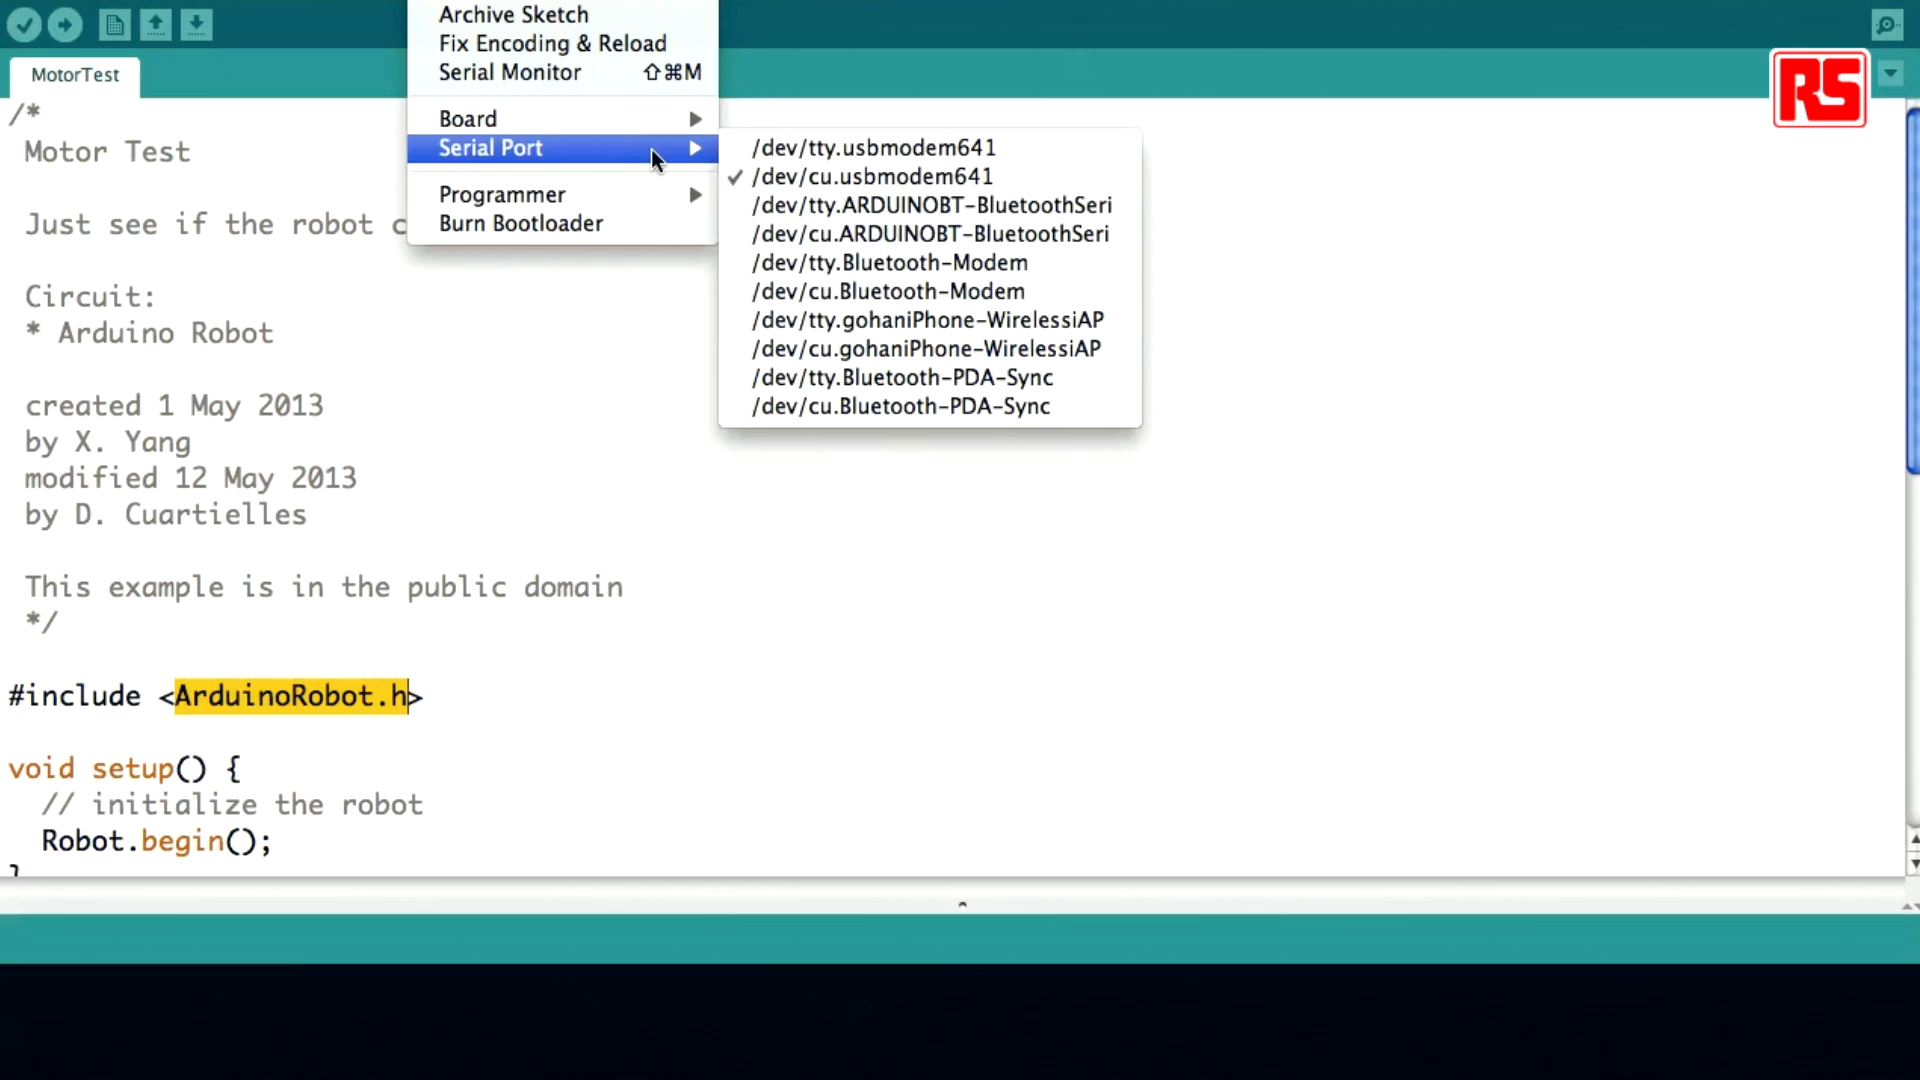 Archive Sketch
Fix Encoding & Reload
Serial Monitor ⇧⌘M
Board
Serial Port
Programmer
Burn Bootloader
/dev/tty.usbmodem641
✓ /dev/cu.usbmodem641
/dev/tty.ARDUINOBT-BluetoothSeri
/dev/cu.ARDUINOBT-BluetoothSeri
/dev/tty.Bluetooth-Modem
/dev/cu.Bluetooth-Modem
/dev/tty.gohaniPhone-WirelessiAP
/dev/cu.gohaniPhone-WirelessiAP
/dev/tty.Bluetooth-PDA-Sync
/dev/cu.Bluetooth-PDA-Sync
RS
MotorTest
/*
Motor Test
Just see if the robot c
Circuit:
* Arduino Robot
created 1 May 2013
by X. Yang
modified 12 May 2013
by D. Cuartielles
This example is in the public domain
*/
#include <ArduinoRobot.h>
void setup() {
// initialize the robot
Robot.begin();
}